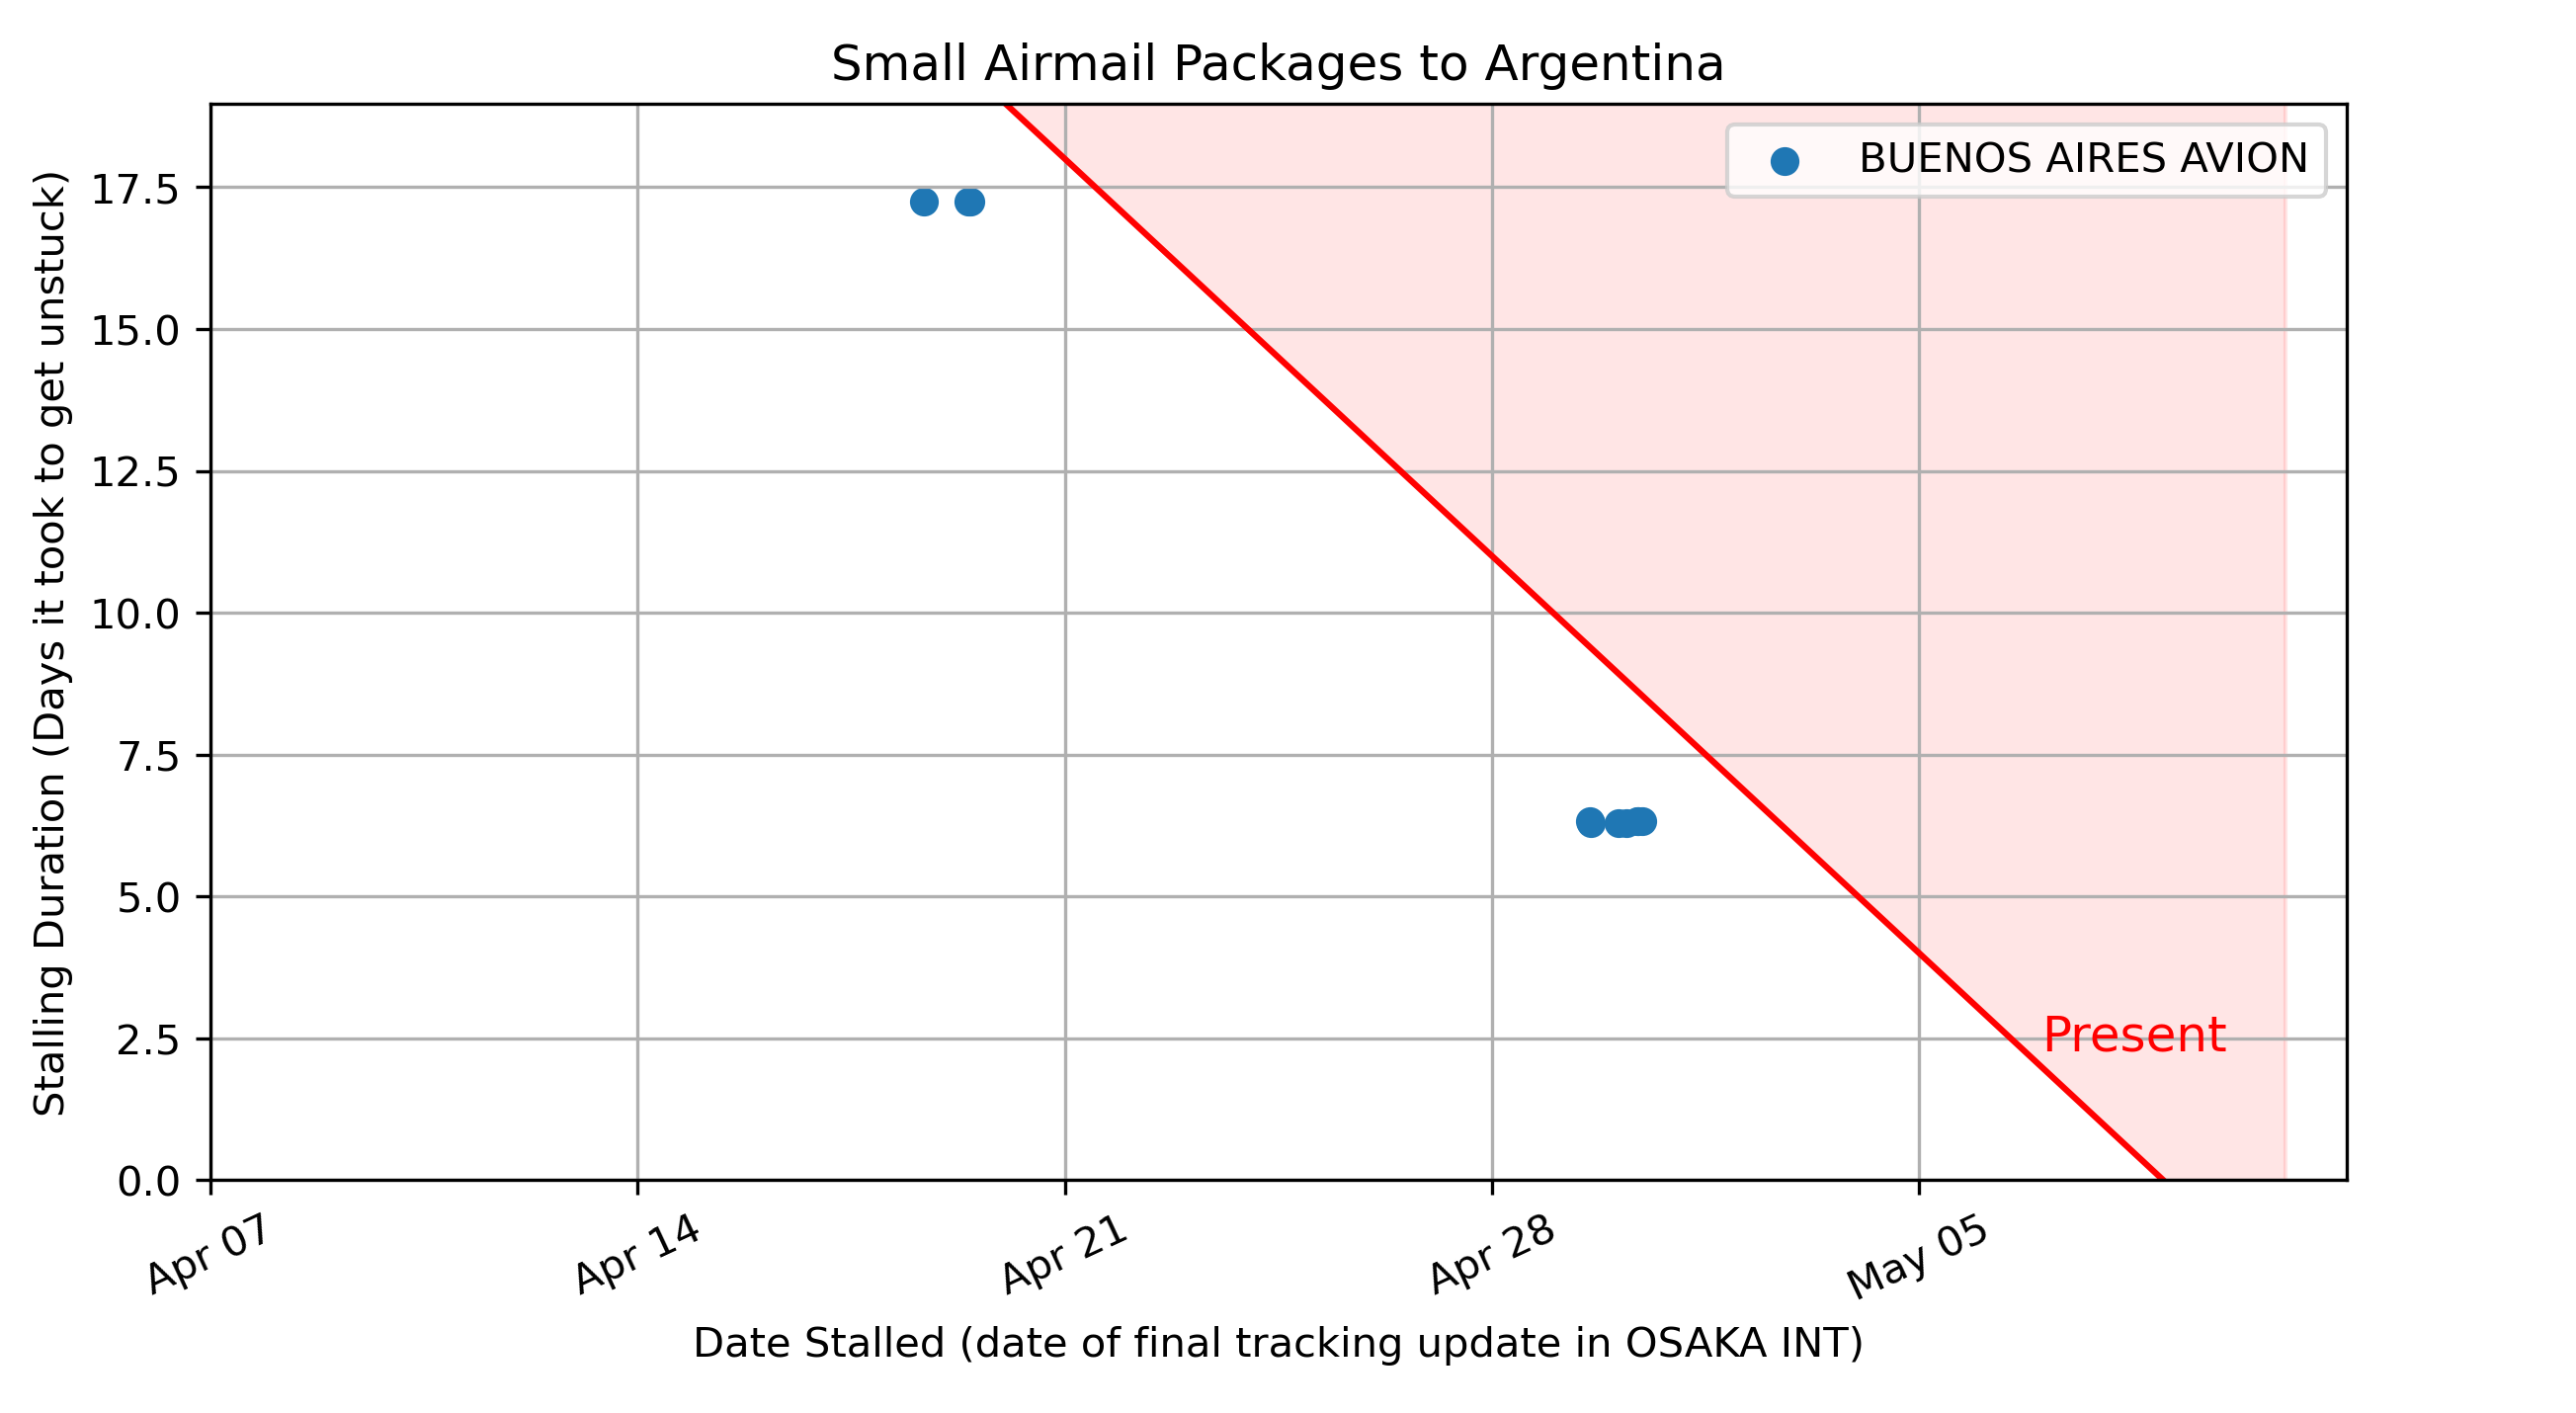 Small Airmail Packages to Argentina
BUENOS AIRES AVION
Stalling Duration (Days it took to get unstuck)
17.5
15.0
12.5
10.0
7.5
5.0
2.5
0.0
Present
Apr 07
Apr 14
Apr 21
Apr 28
May 05
Date Stalled (date of final tracking update in OSAKA INT)